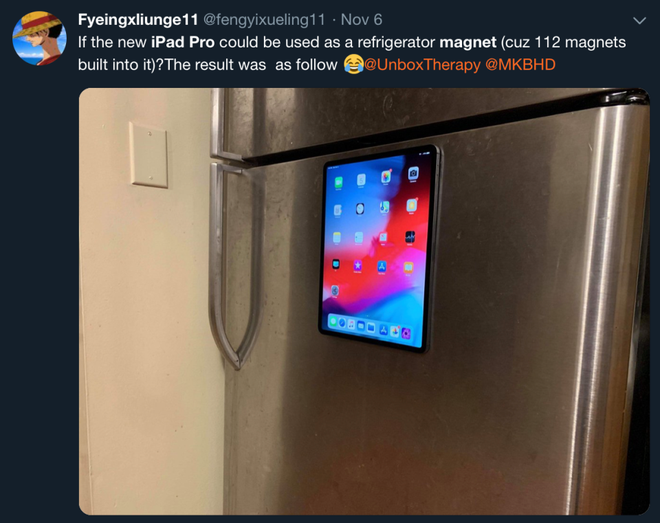 Fyeingxliunge11 @fengyixueling11 · Nov 6
If the new iPad Pro could be used as a refrigerator magnet (cuz 112 magnets
built into it)?The result was as follow 😂@UnboxTherapy @MKBHD